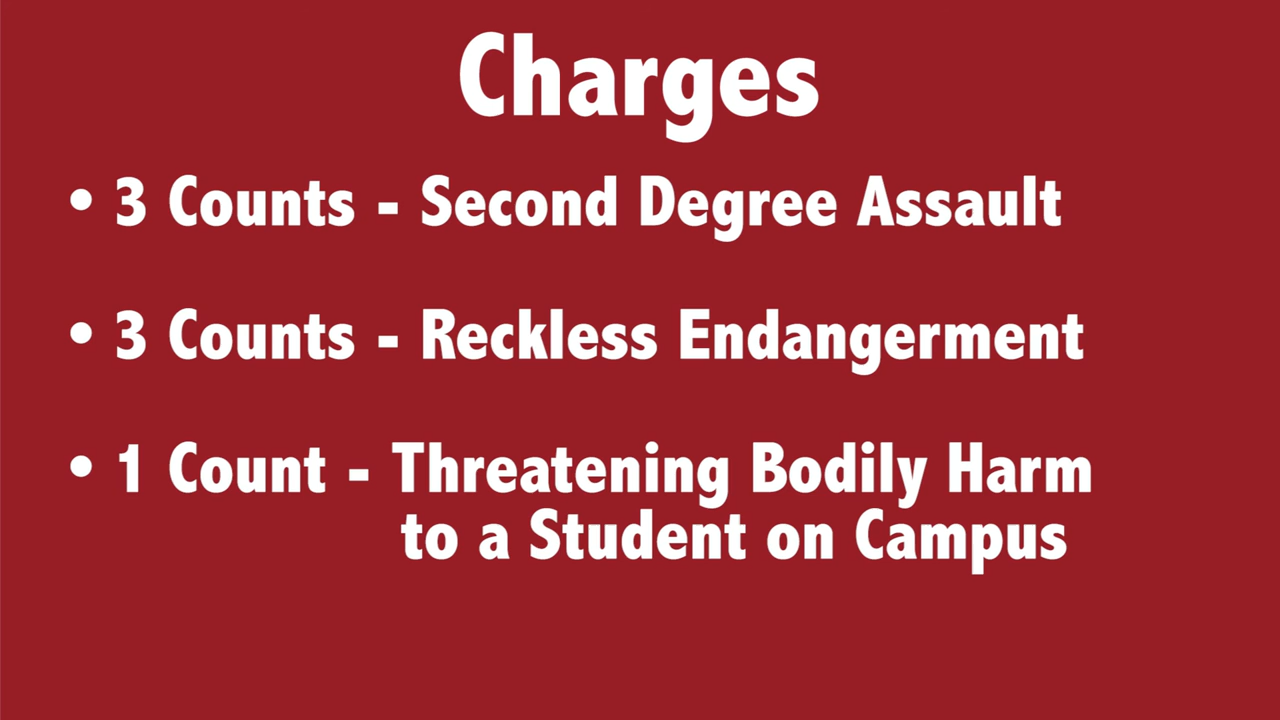 Charges
• 3 Counts - Second Degree Assault
• 3 Counts - Reckless Endangerment
• 1 Count - Threatening Bodily Harm
to a Student on Campus